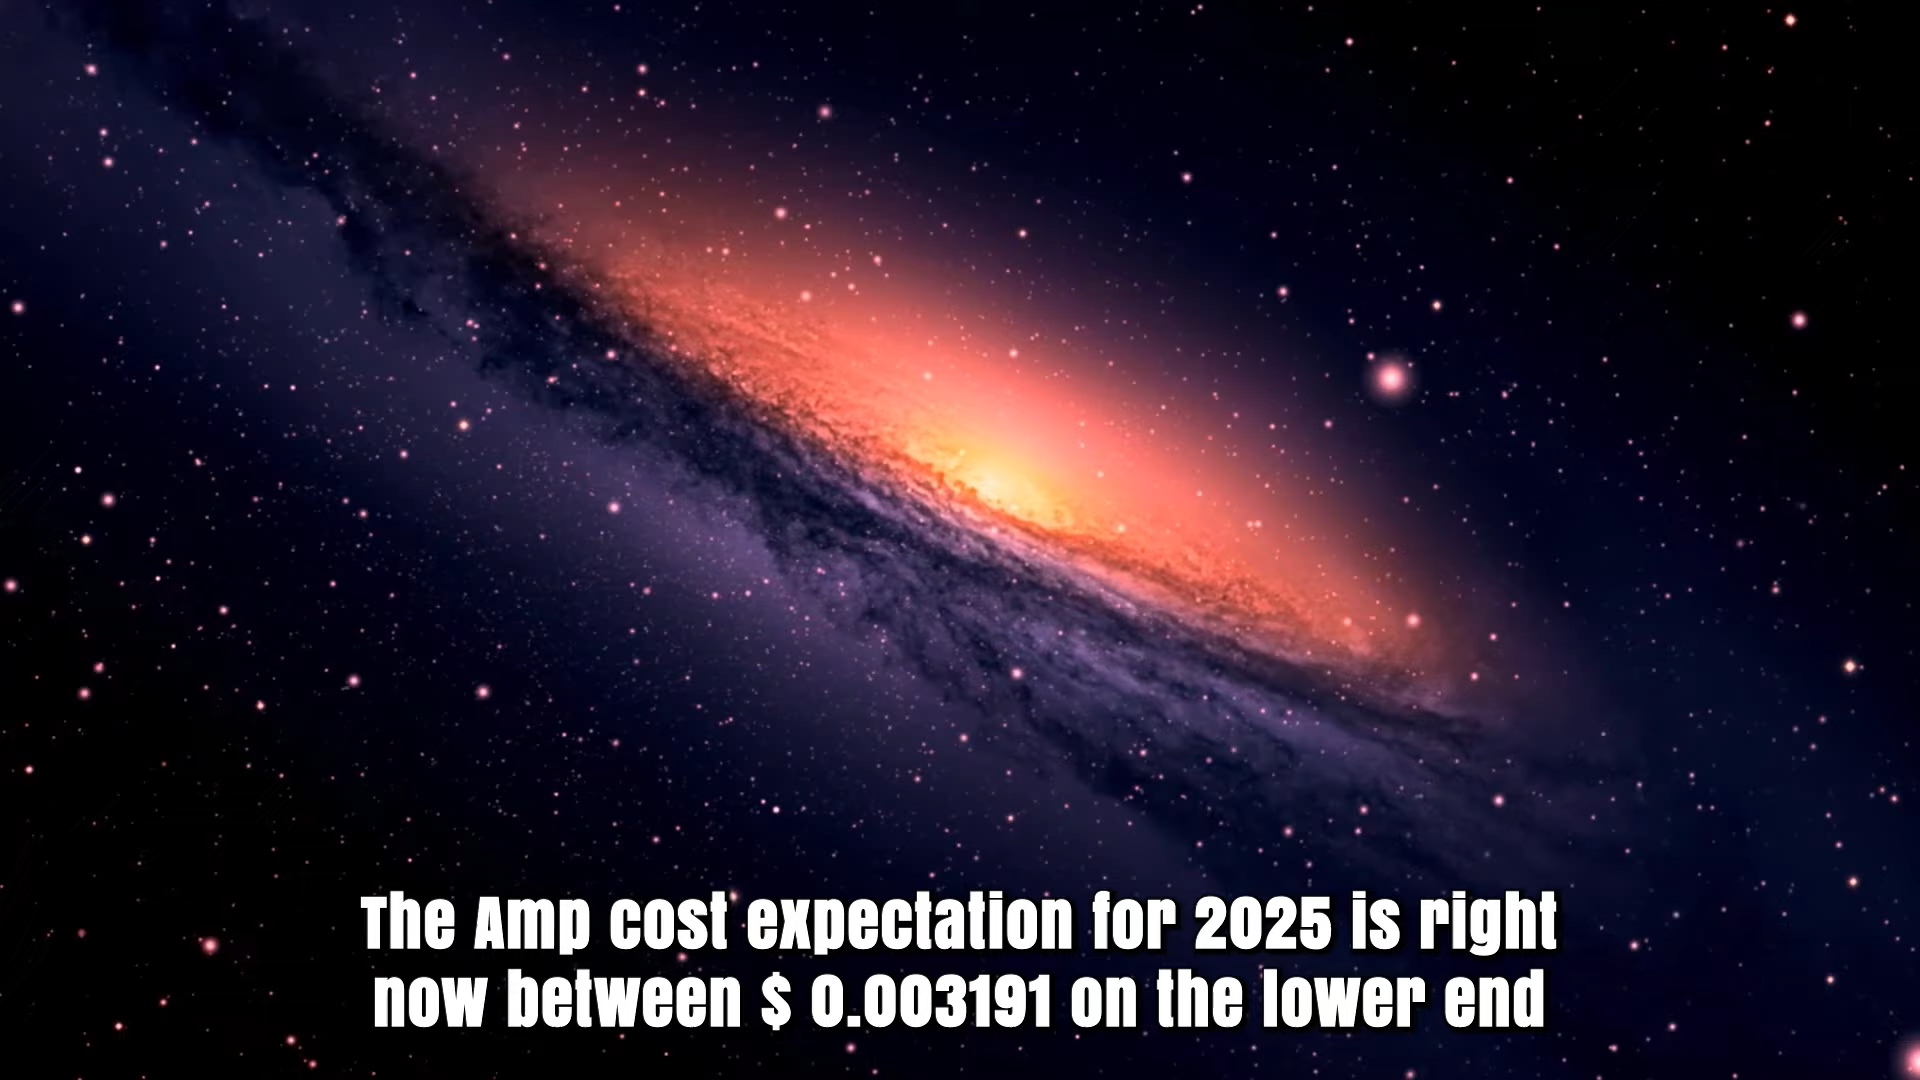 The Amp cost expectation for 2025 is right
now between $ 0.003191 on the lower end